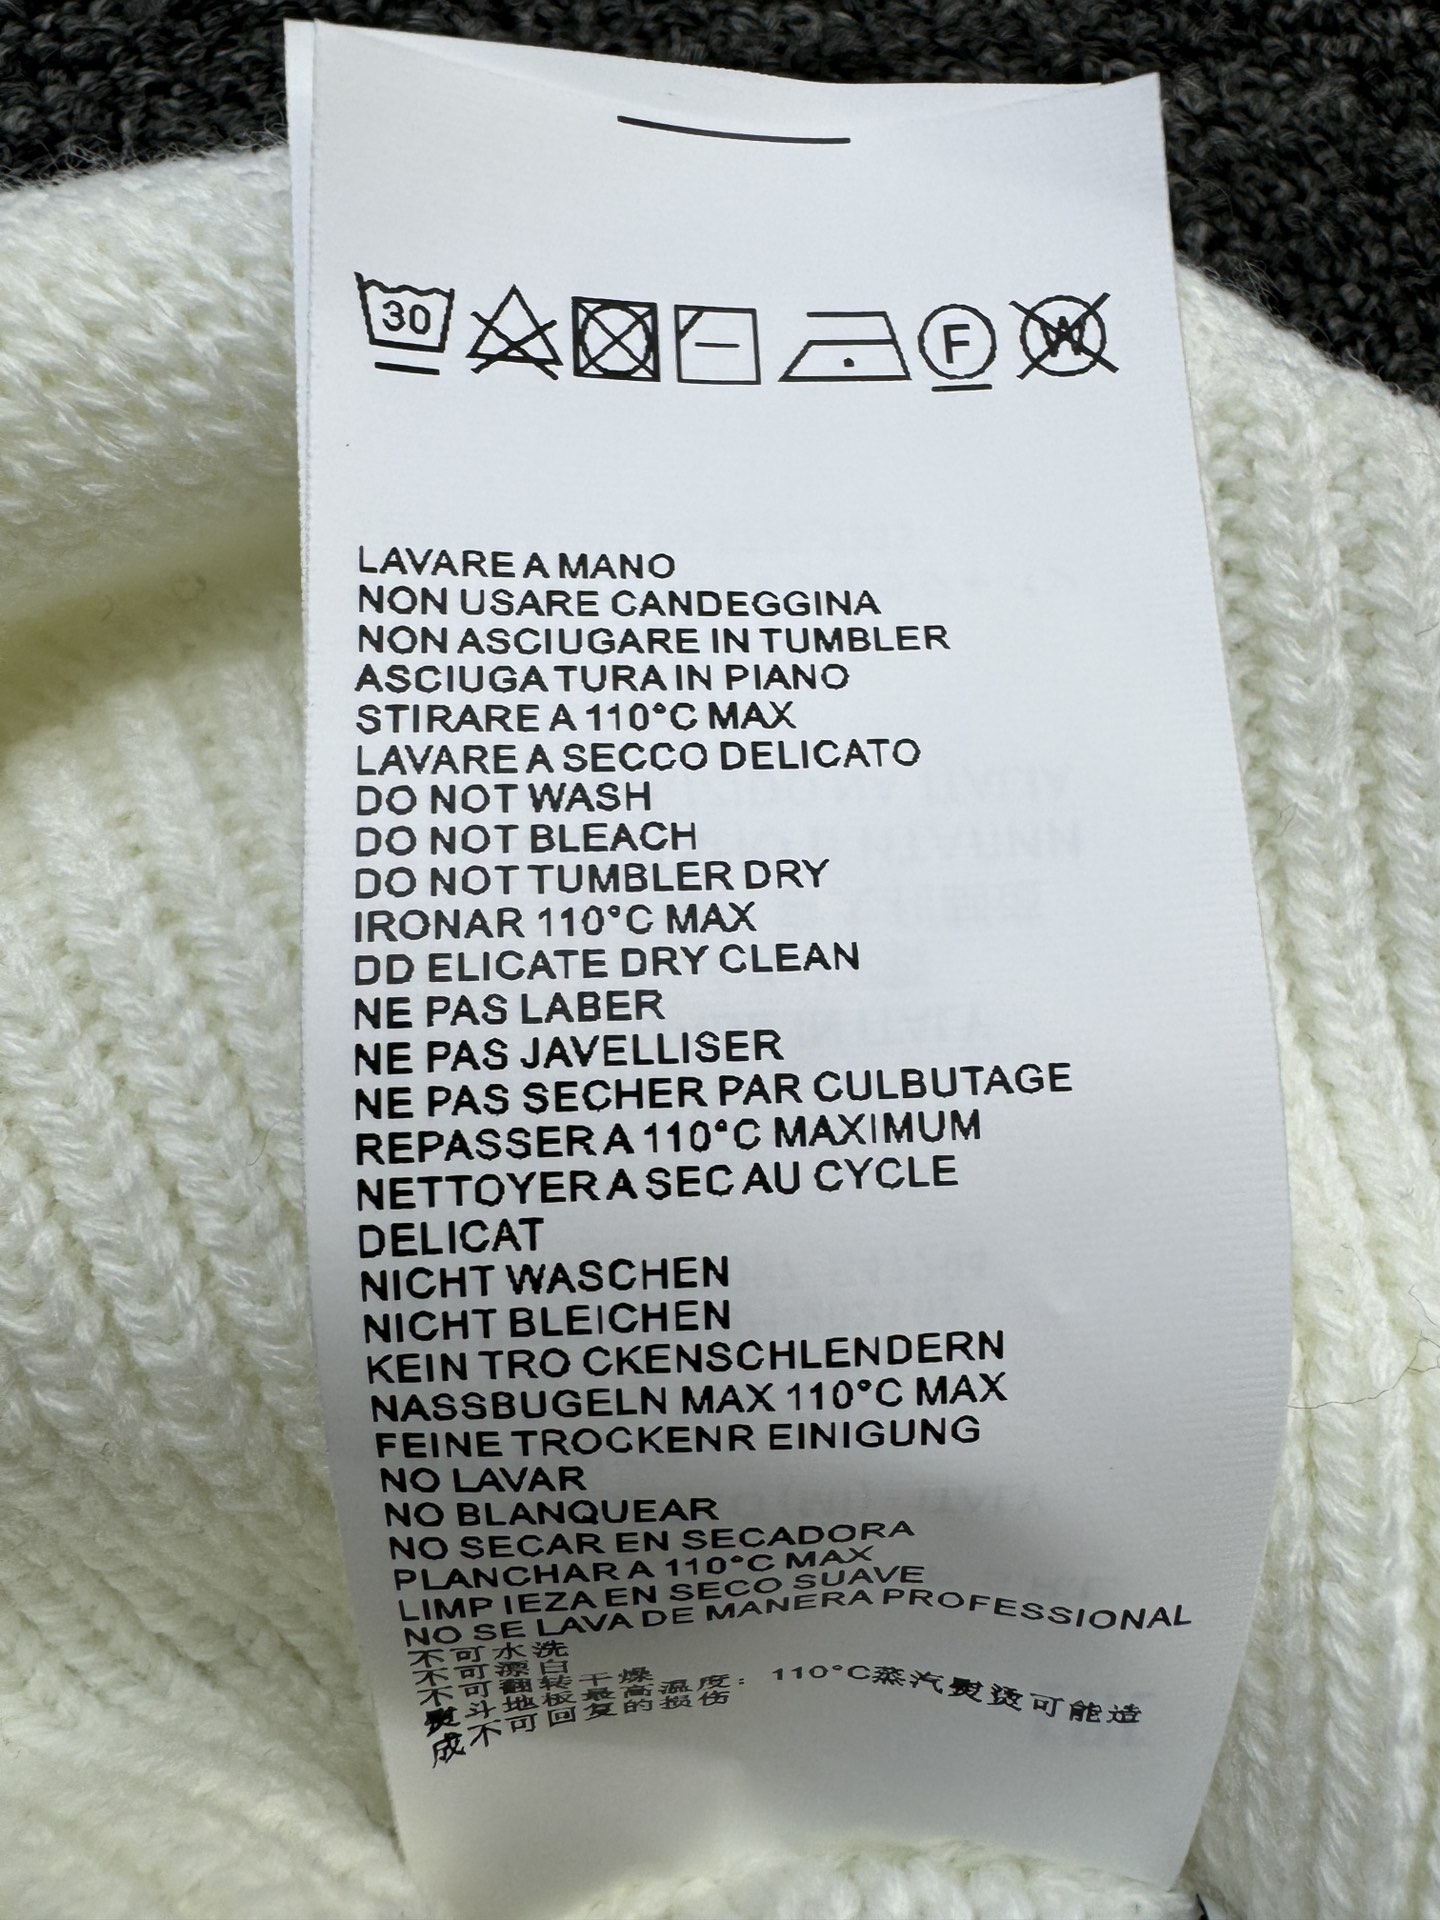 30
F
W
LAVARE A MANO
NON USARE CANDEGGINA
NON ASCIUGARE IN TUMBLER
ASCIUGATURA IN PIANO
STIRARE A 110°C MAX
LAVARE A SECCO DELICATO
DO NOT WASH
DO NOT BLEACH
DO NOT TUMBLER DRY
IRONAR 110°C MAX
DD ELICATE DRY CLEAN
NE PAS LABER
NE PAS JAVELLISER
NE PAS SECHER PAR CULBUTAGE
REPASSER A 110°C MAXIMUM
NETTOYER A SEC AU CYCLE
DELICAT
NICHT WASCHEN
NICHT BLEICHEN
KEIN TRO CKENSCHLENDERN
NASSBUGELN MAX 110°C MAX
FEINE TROCKENR EINIGUNG
NO LAVAR
NO BLANQUEAR
NO SECAR EN SECADORA
PLANCHAR A 110°C MAX
LIMP IEZA EN SECO SUAVE
NO SE LAVA DE MANERA PROFESSIONAL
不可水洗
不可漂白
不可翻转干燥
熨斗地板最高温度：110°C蒸汽熨烫可能造
成不可回复的损伤